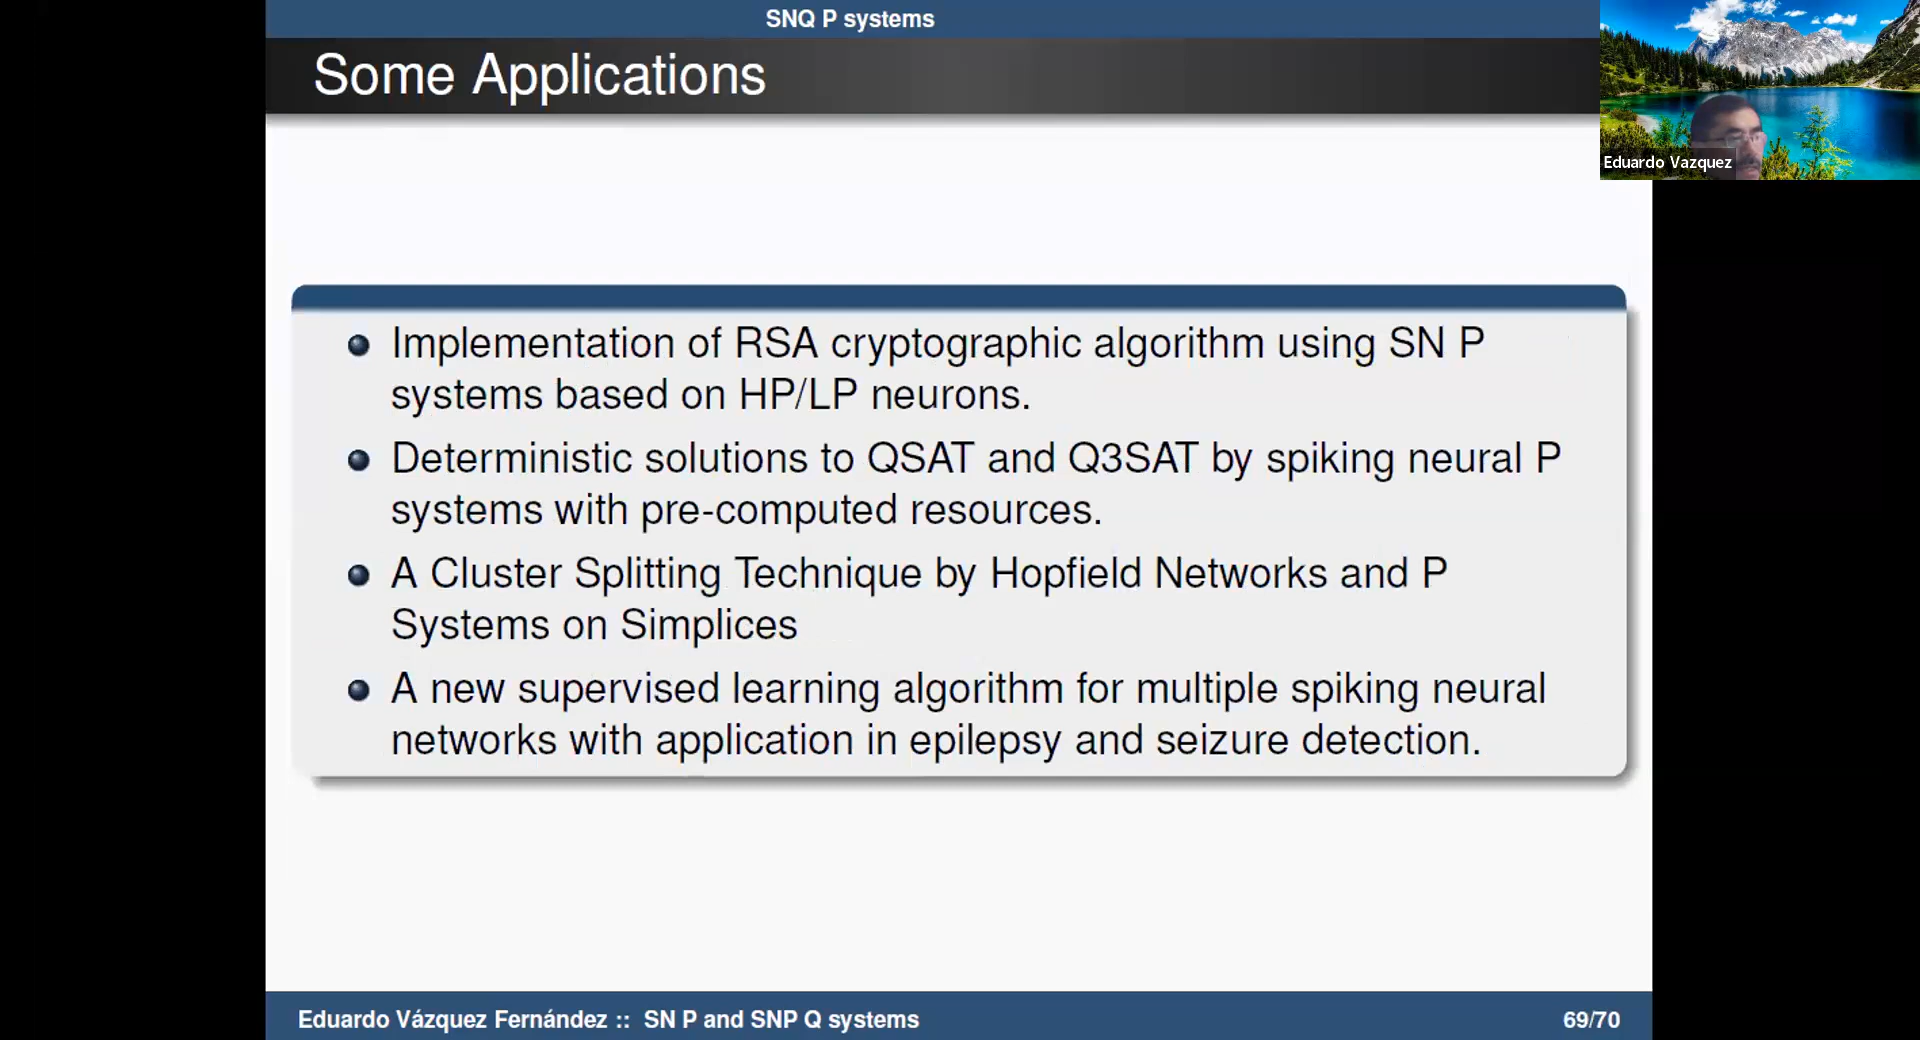 SNQ P systems
Some Applications
Eduardo Vazquez
Implementation of RSA cryptographic algorithm using SN P
systems based on HP/LP neurons.
Deterministic solutions to QSAT and Q3SAT by spiking neural P
systems with pre-computed resources.
A Cluster Splitting Technique by Hopfield Networks and P
Systems on Simplices
A new supervised learning algorithm for multiple spiking neural
networks with application in epilepsy and seizure detection.
Eduardo Vázquez Fernández :: SN P and SNP Q systems
69/70